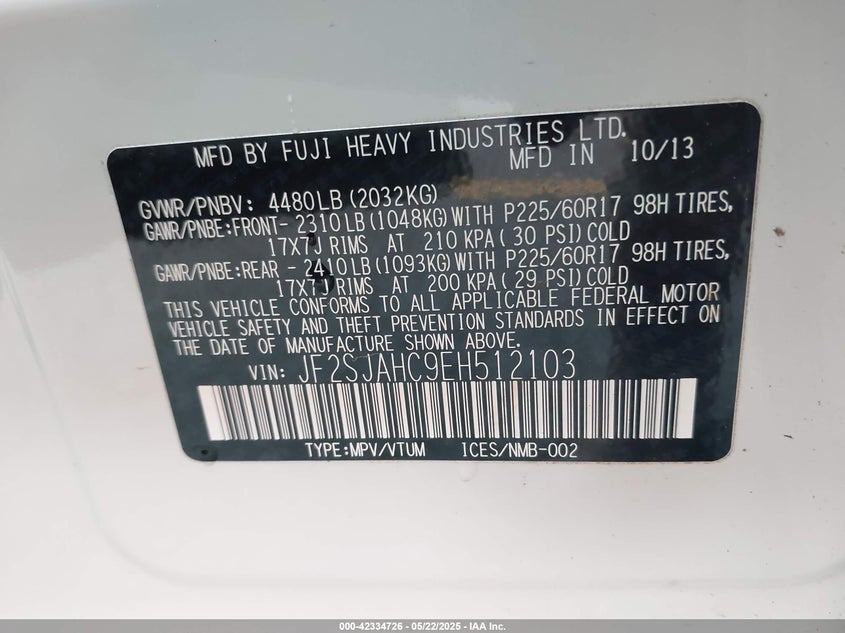 MFD BY FUJI HEAVY INDUSTRIES LTD.
MFD IN 10/13
GVWR/PNBV: 4480LB (2032KG)
GAWR/PNBE:FRONT- 2310LB (1048KG)WITH P225/60R17 98H TIRES,
17X7J RIMS AT 210 KPA( 30 PSI)COLD
GAWR/PNBE:REAR - 2410LB (1093KG)WITH P225/60R17 98H TIRES,
17X7J RIMS AT 200 KPA( 29 PSI)COLD
THIS VEHICLE CONFORMS TO ALL APPLICABLE FEDERAL MOTOR
VEHICLE SAFETY AND THEFT PREVENTION STANDARDS IN EFFECT ON
THE DATE OF MANUFACTURE SHOWN ABOVE.
VIN: JF2SJAHC9EH512103
TYPE:MPV/VTUM ICES/NMB-002
000-42334726 - 05/22/2025 - IAA Inc.